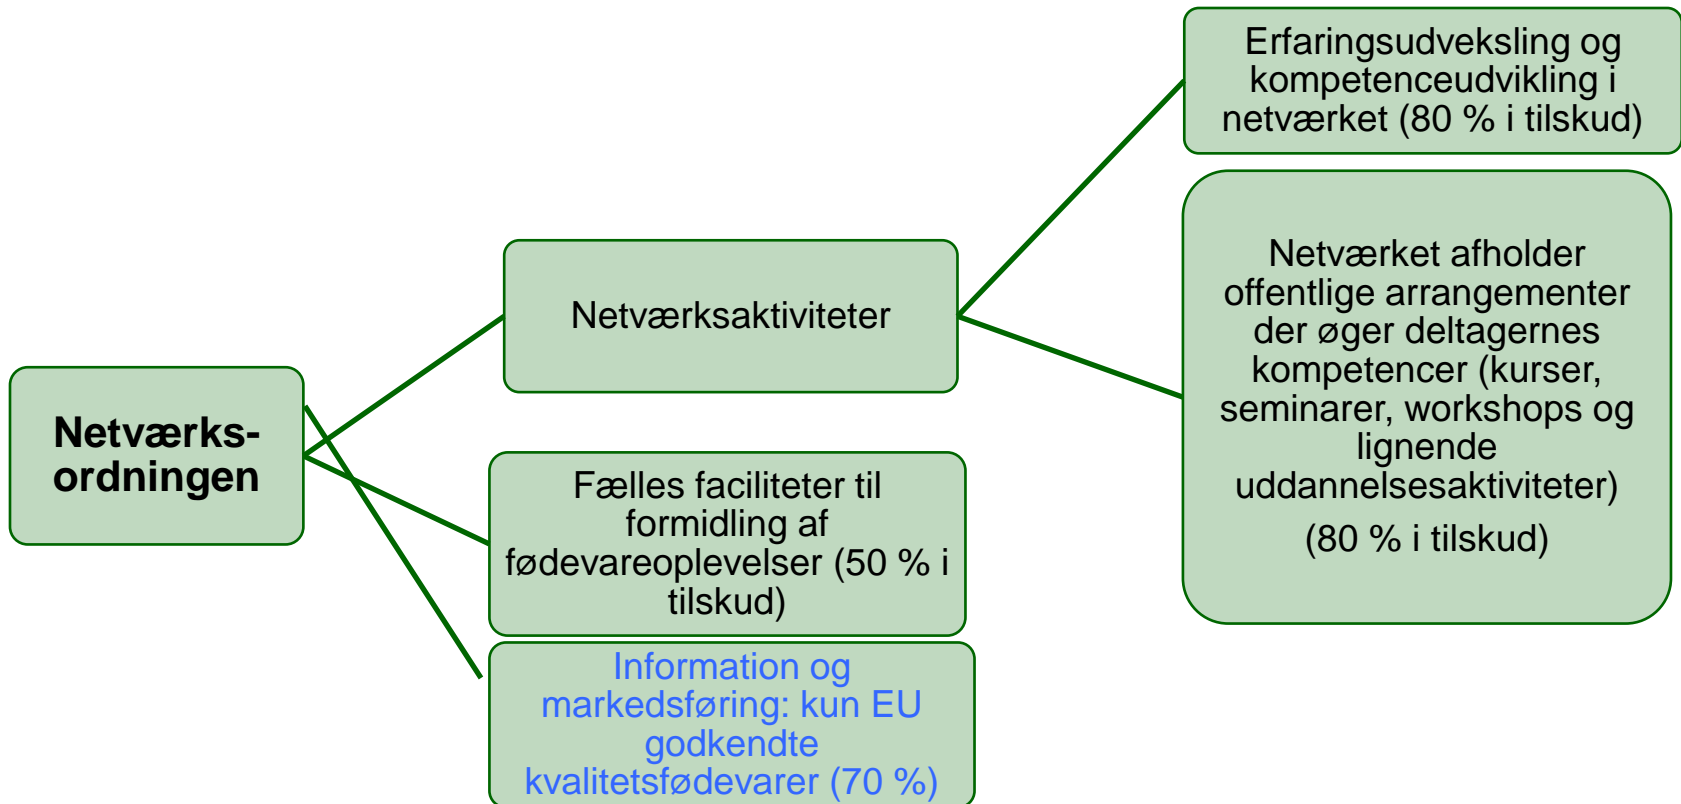 Netværks-
ordningen
Netværksaktiviteter
Fælles faciliteter til
formidling af
fødevareoplevelser (50 % i
tilskud)
Information og
markedsføring: kun EU
godkendte
kvalitetsfødevarer (70 %)
Erfaringsudveksling og
kompetenceudvikling i
netværket (80 % i tilskud)
Netværket afholder
offentlige arrangementer
der øger deltagernes
kompetencer (kurser,
seminarer, workshops og
lignende
uddannelsesaktiviteter)
(80 % i tilskud)